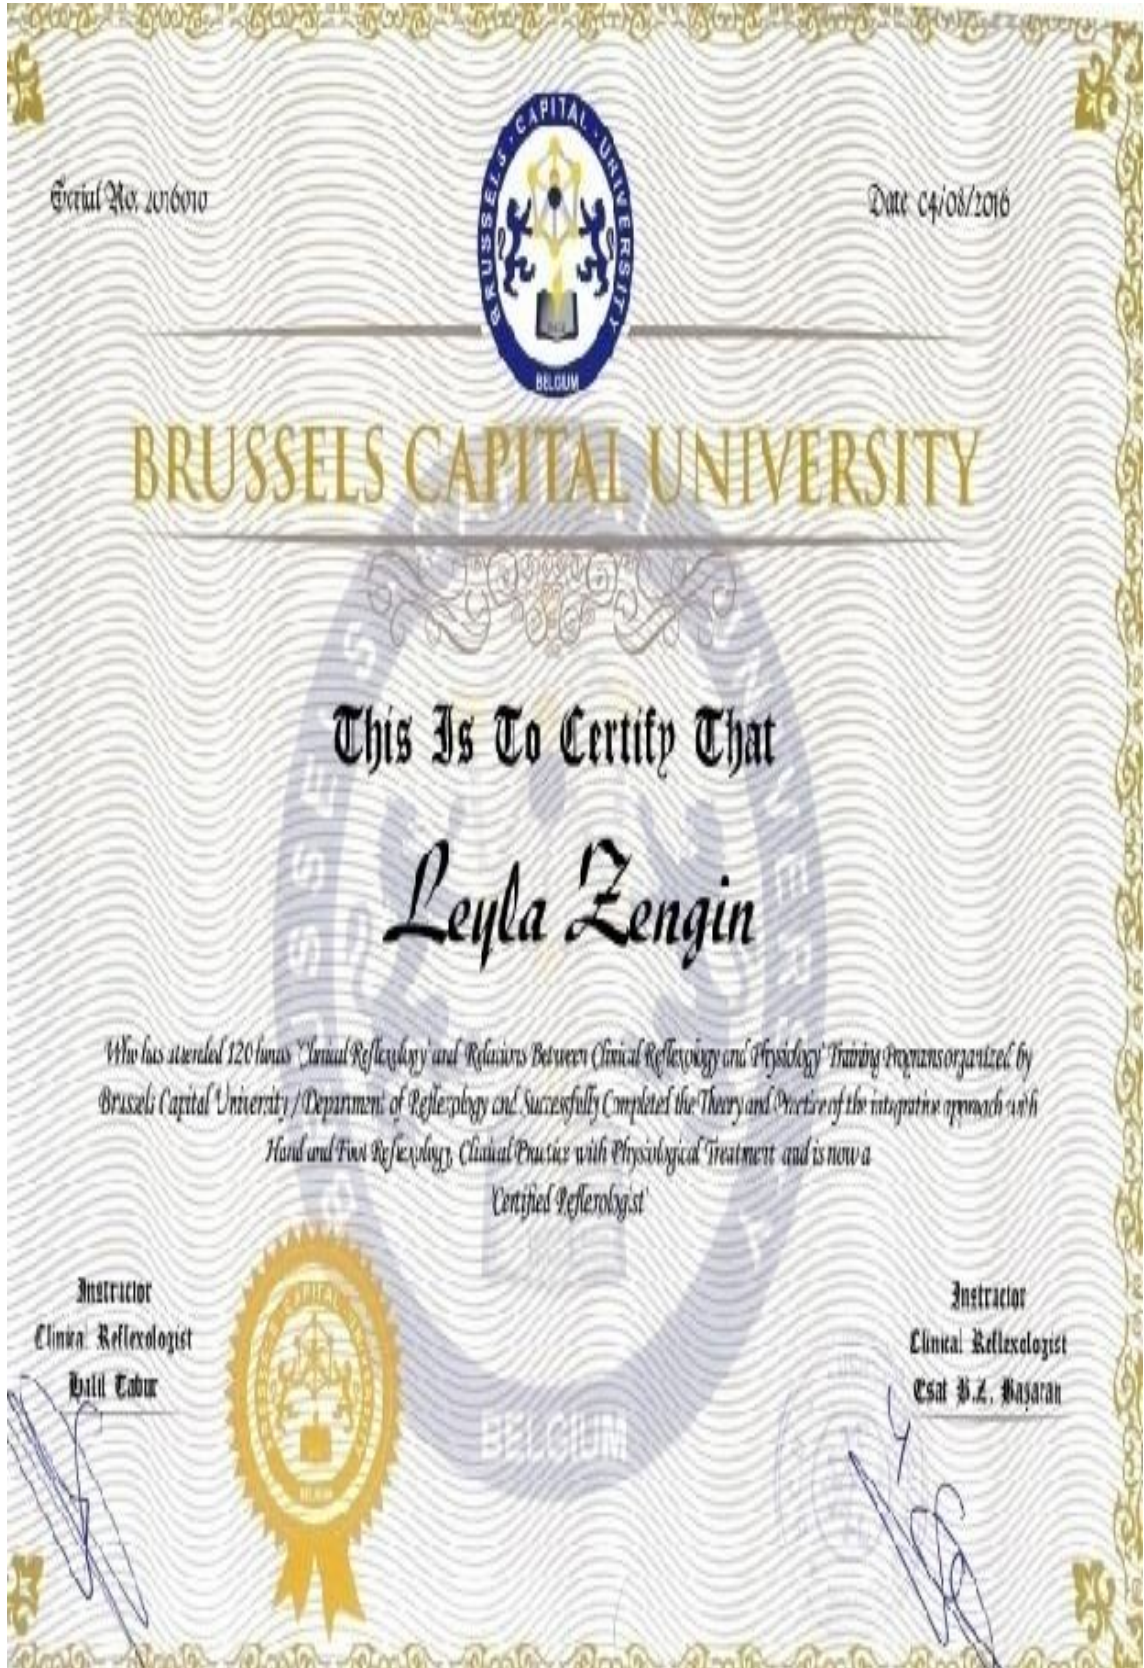 BRUSSELS · CAPITAL · UNIVERSITY
BELGIUM
Serial No: 2016010
Date 04/08/2016
BRUSSELS CAPITAL UNIVERSITY
This Is To Certify That
Leyla Zengin
Who has attended 120 hours "Clinical Reflexology and Relations Between Clinical Reflexology and Physiology" Training Program organized by
Brussels Capital University / Department of Reflexology and Successfully Completed the Theory and Practice of the integrative approach with
Hand and Foot Reflexology, Clinical Practice with Physiological Treatment and is now a
'Certified Reflexologist'
Instructor
Clinical Reflexologist
Halil Tabur
Instructor
Clinical Reflexologist
Esat B.Z. Başaran
BELGIUM